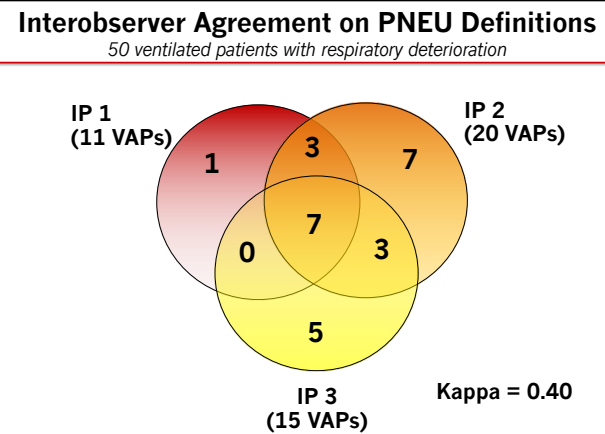 Interobserver Agreement on PNEU Definitions
50 ventilated patients with respiratory deterioration
IP 1
(11 VAPs)
IP 2
(20 VAPs)
3
7
1
7
0
3
5
IP 3
(15 VAPs)
Kappa = 0.40